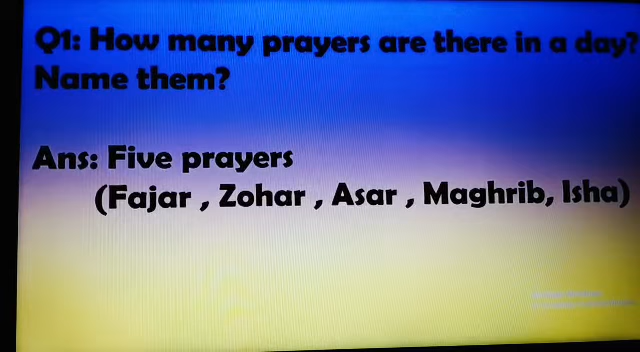 Q1: How many prayers are there in a day?
Name them?
Ans: Five prayers
(Fajar , Zohar , Asar , Maghrib, Isha)